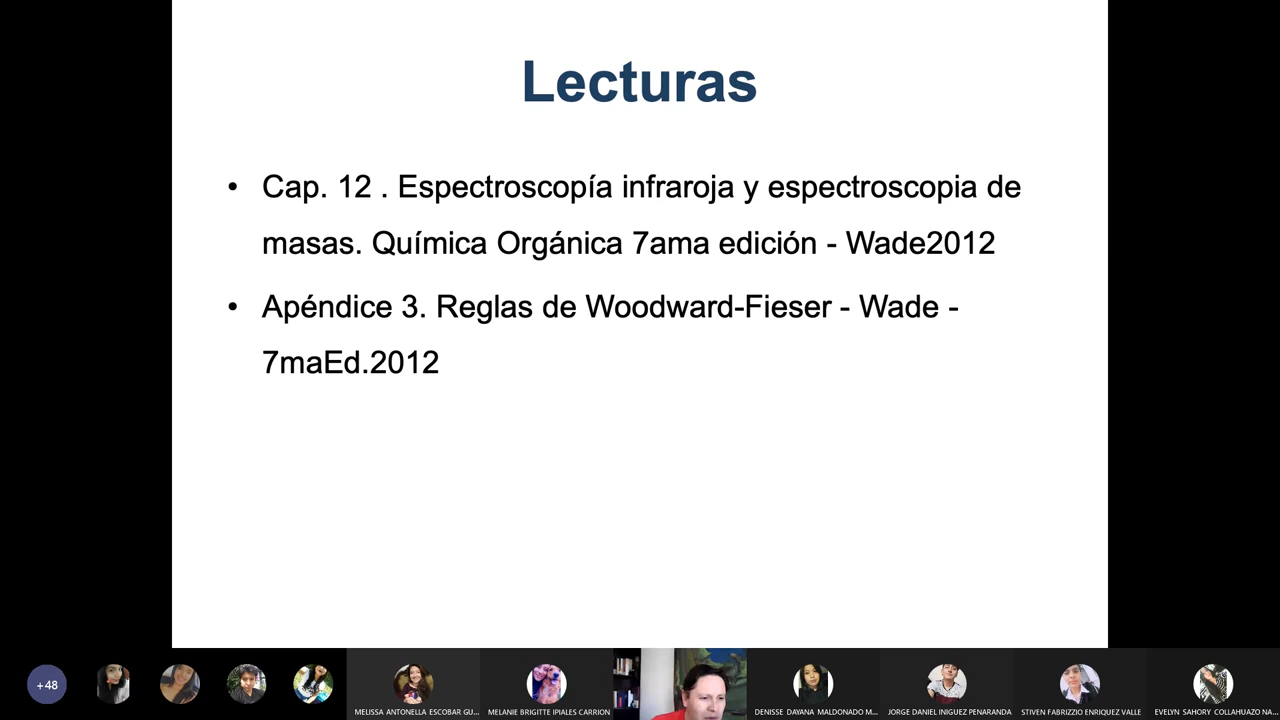 Lecturas
• Cap. 12 . Espectroscopía infraroja y espectroscopia de
masas. Química Orgánica 7ama edición - Wade2012
• Apéndice 3. Reglas de Woodward-Fieser - Wade -
7maEd.2012
+48
MELISSA ANTONELLA ESCOBAR GU...
MELANIE BRIGITTE IPIALES CARRION
DENISSE DAYANA MALDONADO M...
JORGE DANIEL INIGUEZ PENARANDA
STIVEN FABRIZZIO ENRIQUEZ VALLE
EVELYN SAHORY COLLAHUAZO NA...